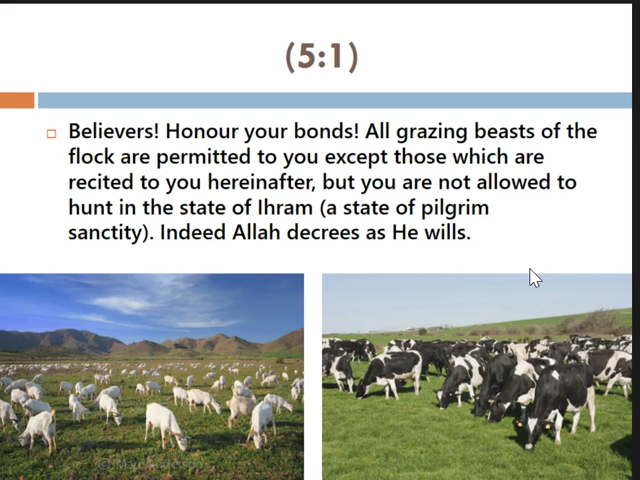 (5:1)
Believers! Honour your bonds! All grazing beasts of the
flock are permitted to you except those which are
recited to you hereinafter, but you are not allowed to
hunt in the state of Ihram (a state of pilgrim
sanctity). Indeed Allah decrees as He wills.